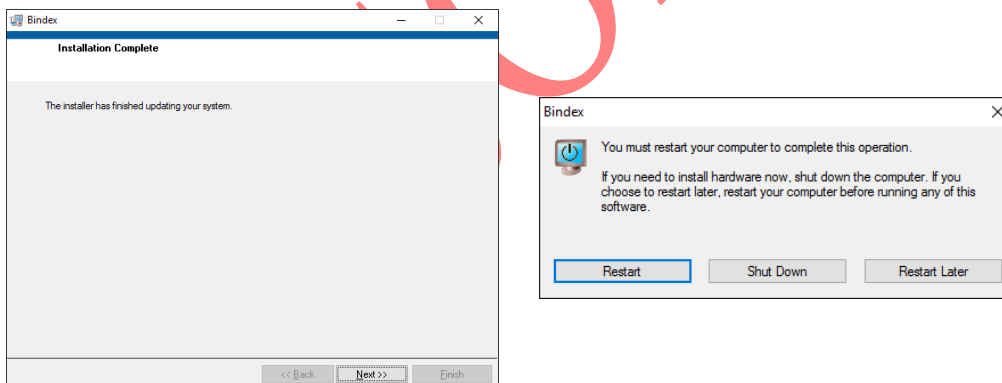 Bindex
Installation Complete
The installer has finished updating your system.
<< Back
Next >>
Finish
Bindex
You must restart your computer to complete this operation.
If you need to install hardware now, shut down the computer. If you
choose to restart later, restart your computer before running any of this
software.
Restart
Shut Down
Restart Later